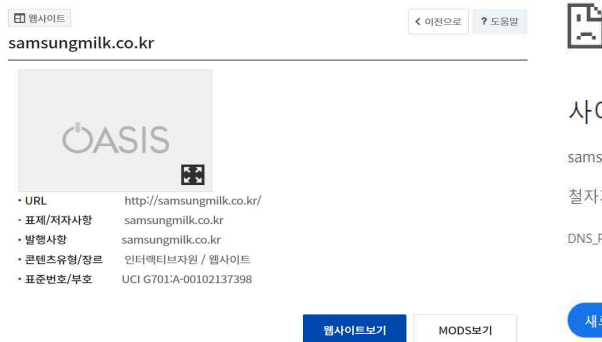 웹사이트
이전으로
? 도움말
samsungmilk.co.kr
OASIS
• URL http://samsungmilk.co.kr/
• 표제/저자사항 samsungmilk.co.kr
• 발행사항 samsungmilk.co.kr
• 콘텐츠유형/장르 인터랙티브자원 / 웹사이트
• 표준번호/부호 UCI G701:A-00102137398
웹사이트보기
MODS보기
sams
철자